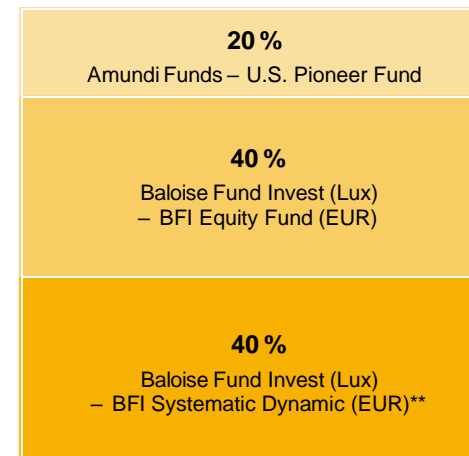 20 %
Amundi Funds – U.S. Pioneer Fund
40 %
Baloise Fund Invest (Lux)
– BFI Equity Fund (EUR)
40 %
Baloise Fund Invest (Lux)
– BFI Systematic Dynamic (EUR)**